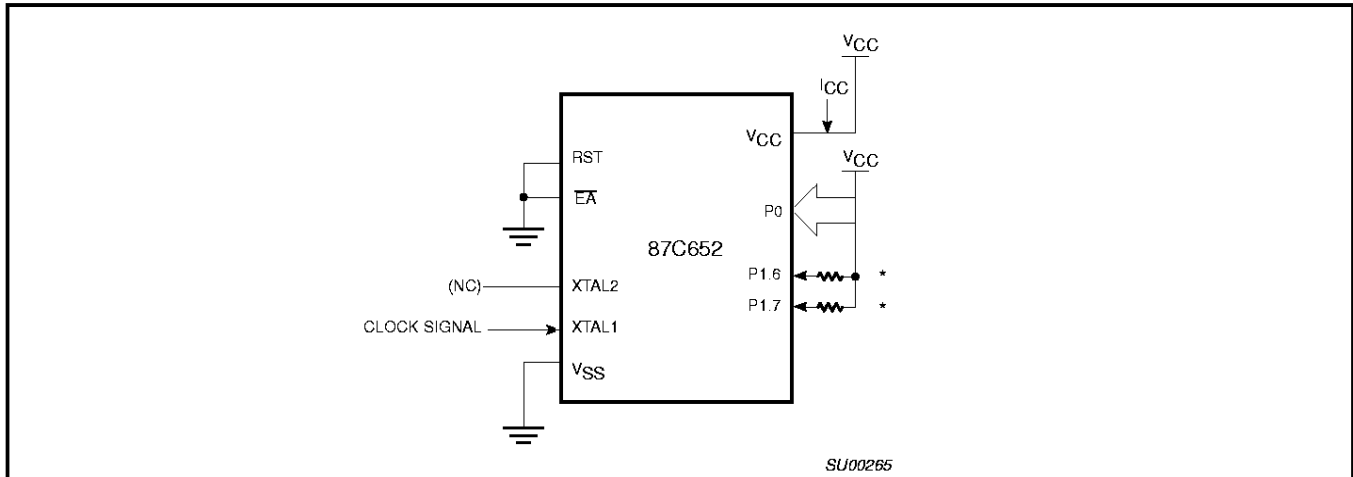 VCC
ICC
VCC
RST
VCC
EA
P0
87C652
P1.6 *
(NC) XTAL2
P1.7 *
CLOCK SIGNAL XTAL1
VSS
SU00265